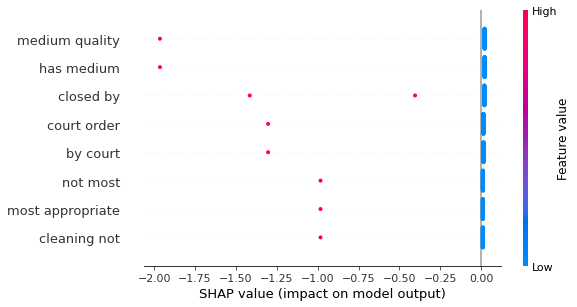 High
medium quality
has medium
closed by
court order
by court
not most
most appropriate
cleaning not
Feature value
Low
−2.00 −1.75 −1.50 −1.25 −1.00 −0.75 −0.50 −0.25 0.00
SHAP value (impact on model output)